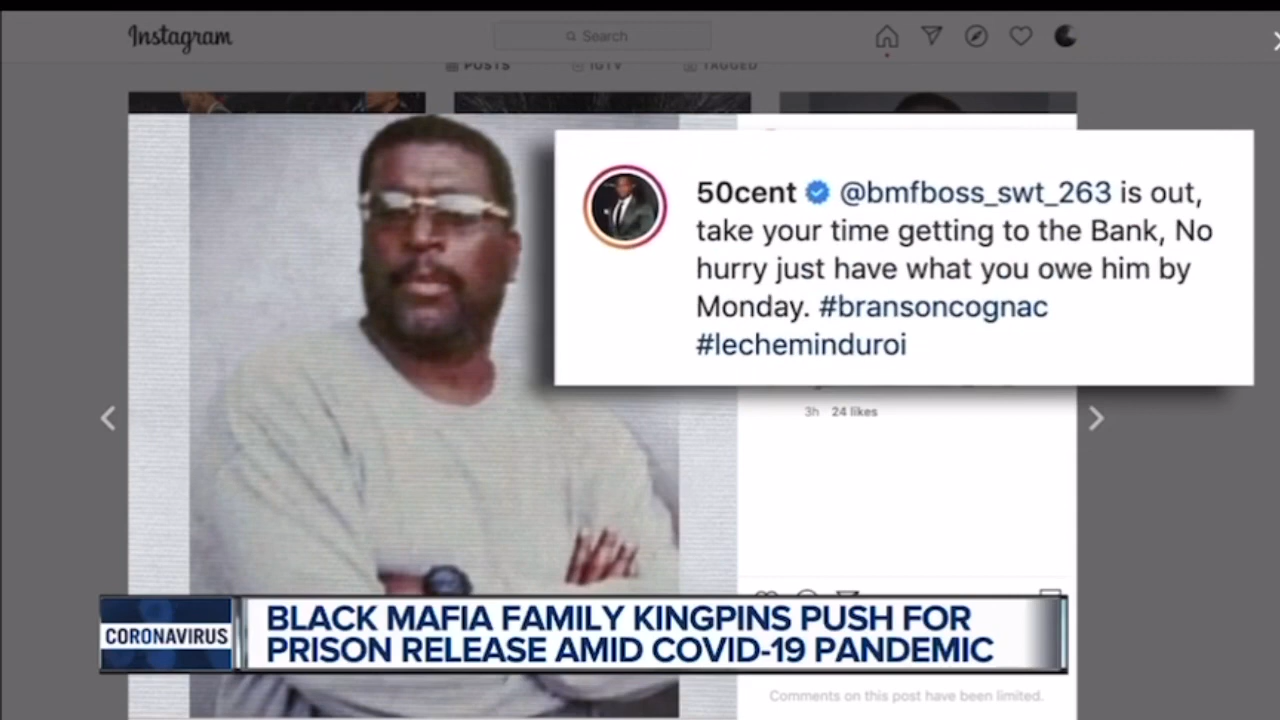 Instagram
Search
POSTS
IGTV
TAGGED
50cent @bmfboss_swt_263 is out,
take your time getting to the Bank, No
hurry just have what you owe him by
Monday. #bransoncognac
#lecheminduroi
3h 24 likes
CORONAVIRUS
BLACK MAFIA FAMILY KINGPINS PUSH FOR
PRISON RELEASE AMID COVID-19 PANDEMIC
Comments on this post have been limited.